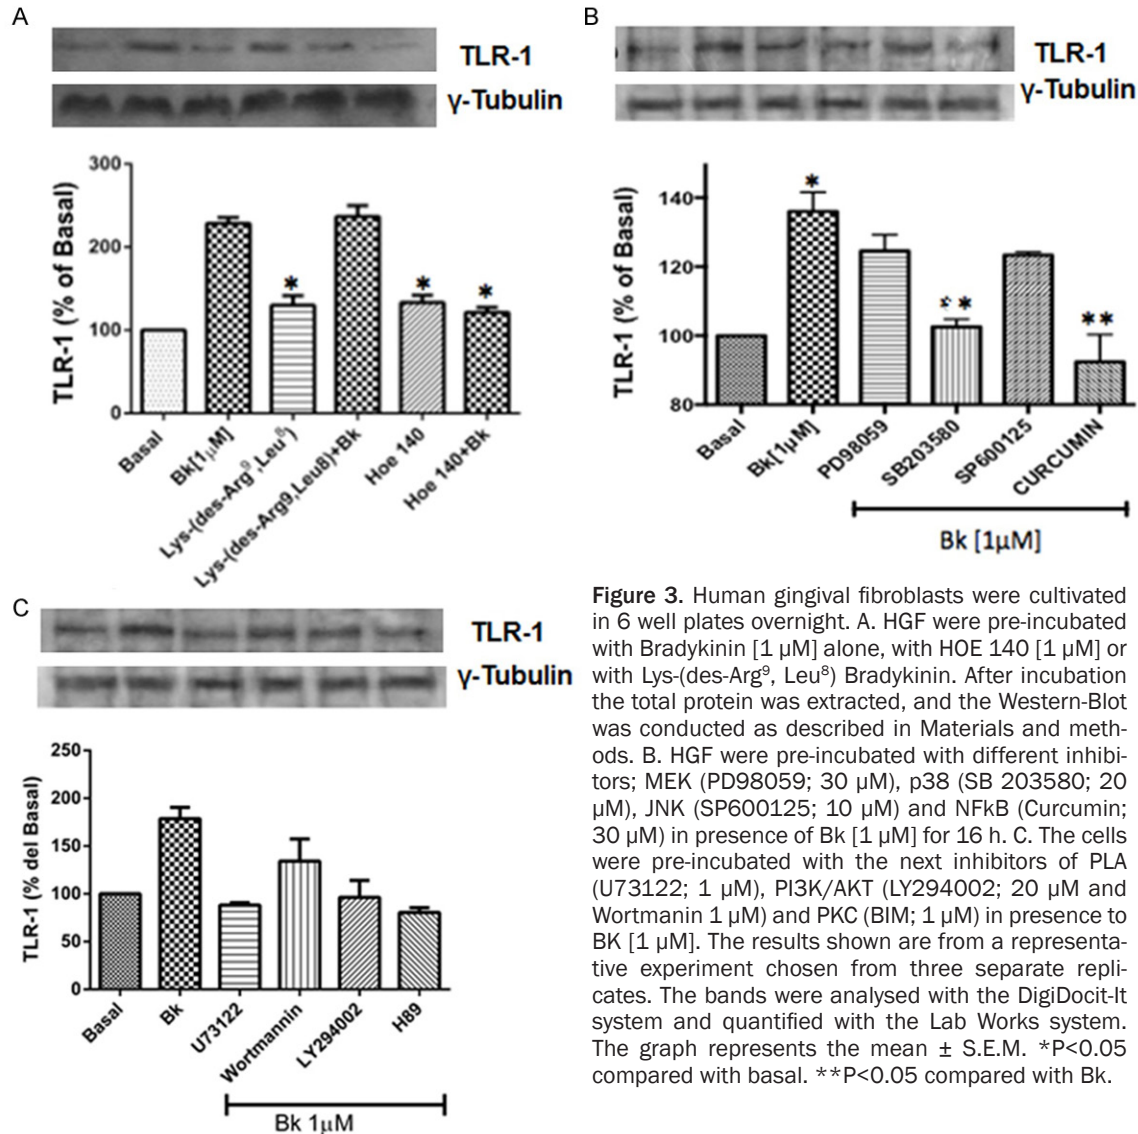 A
TLR-1
γ-Tubulin
300
200
100
0
TLR-1 (% of Basal)
*
*
*
Basal
Bk[1µM]
Lys-(des-Arg⁹,Leu⁸)
Lys-(des-Arg9,Leu8)+Bk
Hoe 140
Hoe 140+Bk
B
TLR-1
γ-Tubulin
140
120
100
80
TLR-1 (% of Basal)
*
**
**
Basal
Bk[1µM]
PD98059
SB203580
SP600125
CURCUMIN
Bk [1µM]
C
TLR-1
γ-Tubulin
250
200
150
100
50
0
TLR-1 (% del Basal)
Basal
Bk
U73122
Wortmannin
LY294002
H89
Bk 1µM
Figure 3. Human gingival fibroblasts were cultivated
in 6 well plates overnight. A. HGF were pre-incubated
with Bradykinin [1 µM] alone, with HOE 140 [1 µM] or
with Lys-(des-Arg⁹, Leu⁸) Bradykinin. After incubation
the total protein was extracted, and the Western-Blot
was conducted as described in Materials and meth-
ods. B. HGF were pre-incubated with different inhibi-
tors; MEK (PD98059; 30 µM), p38 (SB 203580; 20
µM), JNK (SP600125; 10 µM) and NFkB (Curcumin;
30 µM) in presence of Bk [1 µM] for 16 h. C. The cells
were pre-incubated with the next inhibitors of PLA
(U73122; 1 µM), PI3K/AKT (LY294002; 20 µM and
Wortmanin 1 µM) and PKC (BIM; 1 µM) in presence to
BK [1 µM]. The results shown are from a representa-
tive experiment chosen from three separate repli-
cates. The bands were analysed with the DigiDocit-It
system and quantified with the Lab Works system.
The graph represents the mean ± S.E.M. *P<0.05
compared with basal. **P<0.05 compared with Bk.